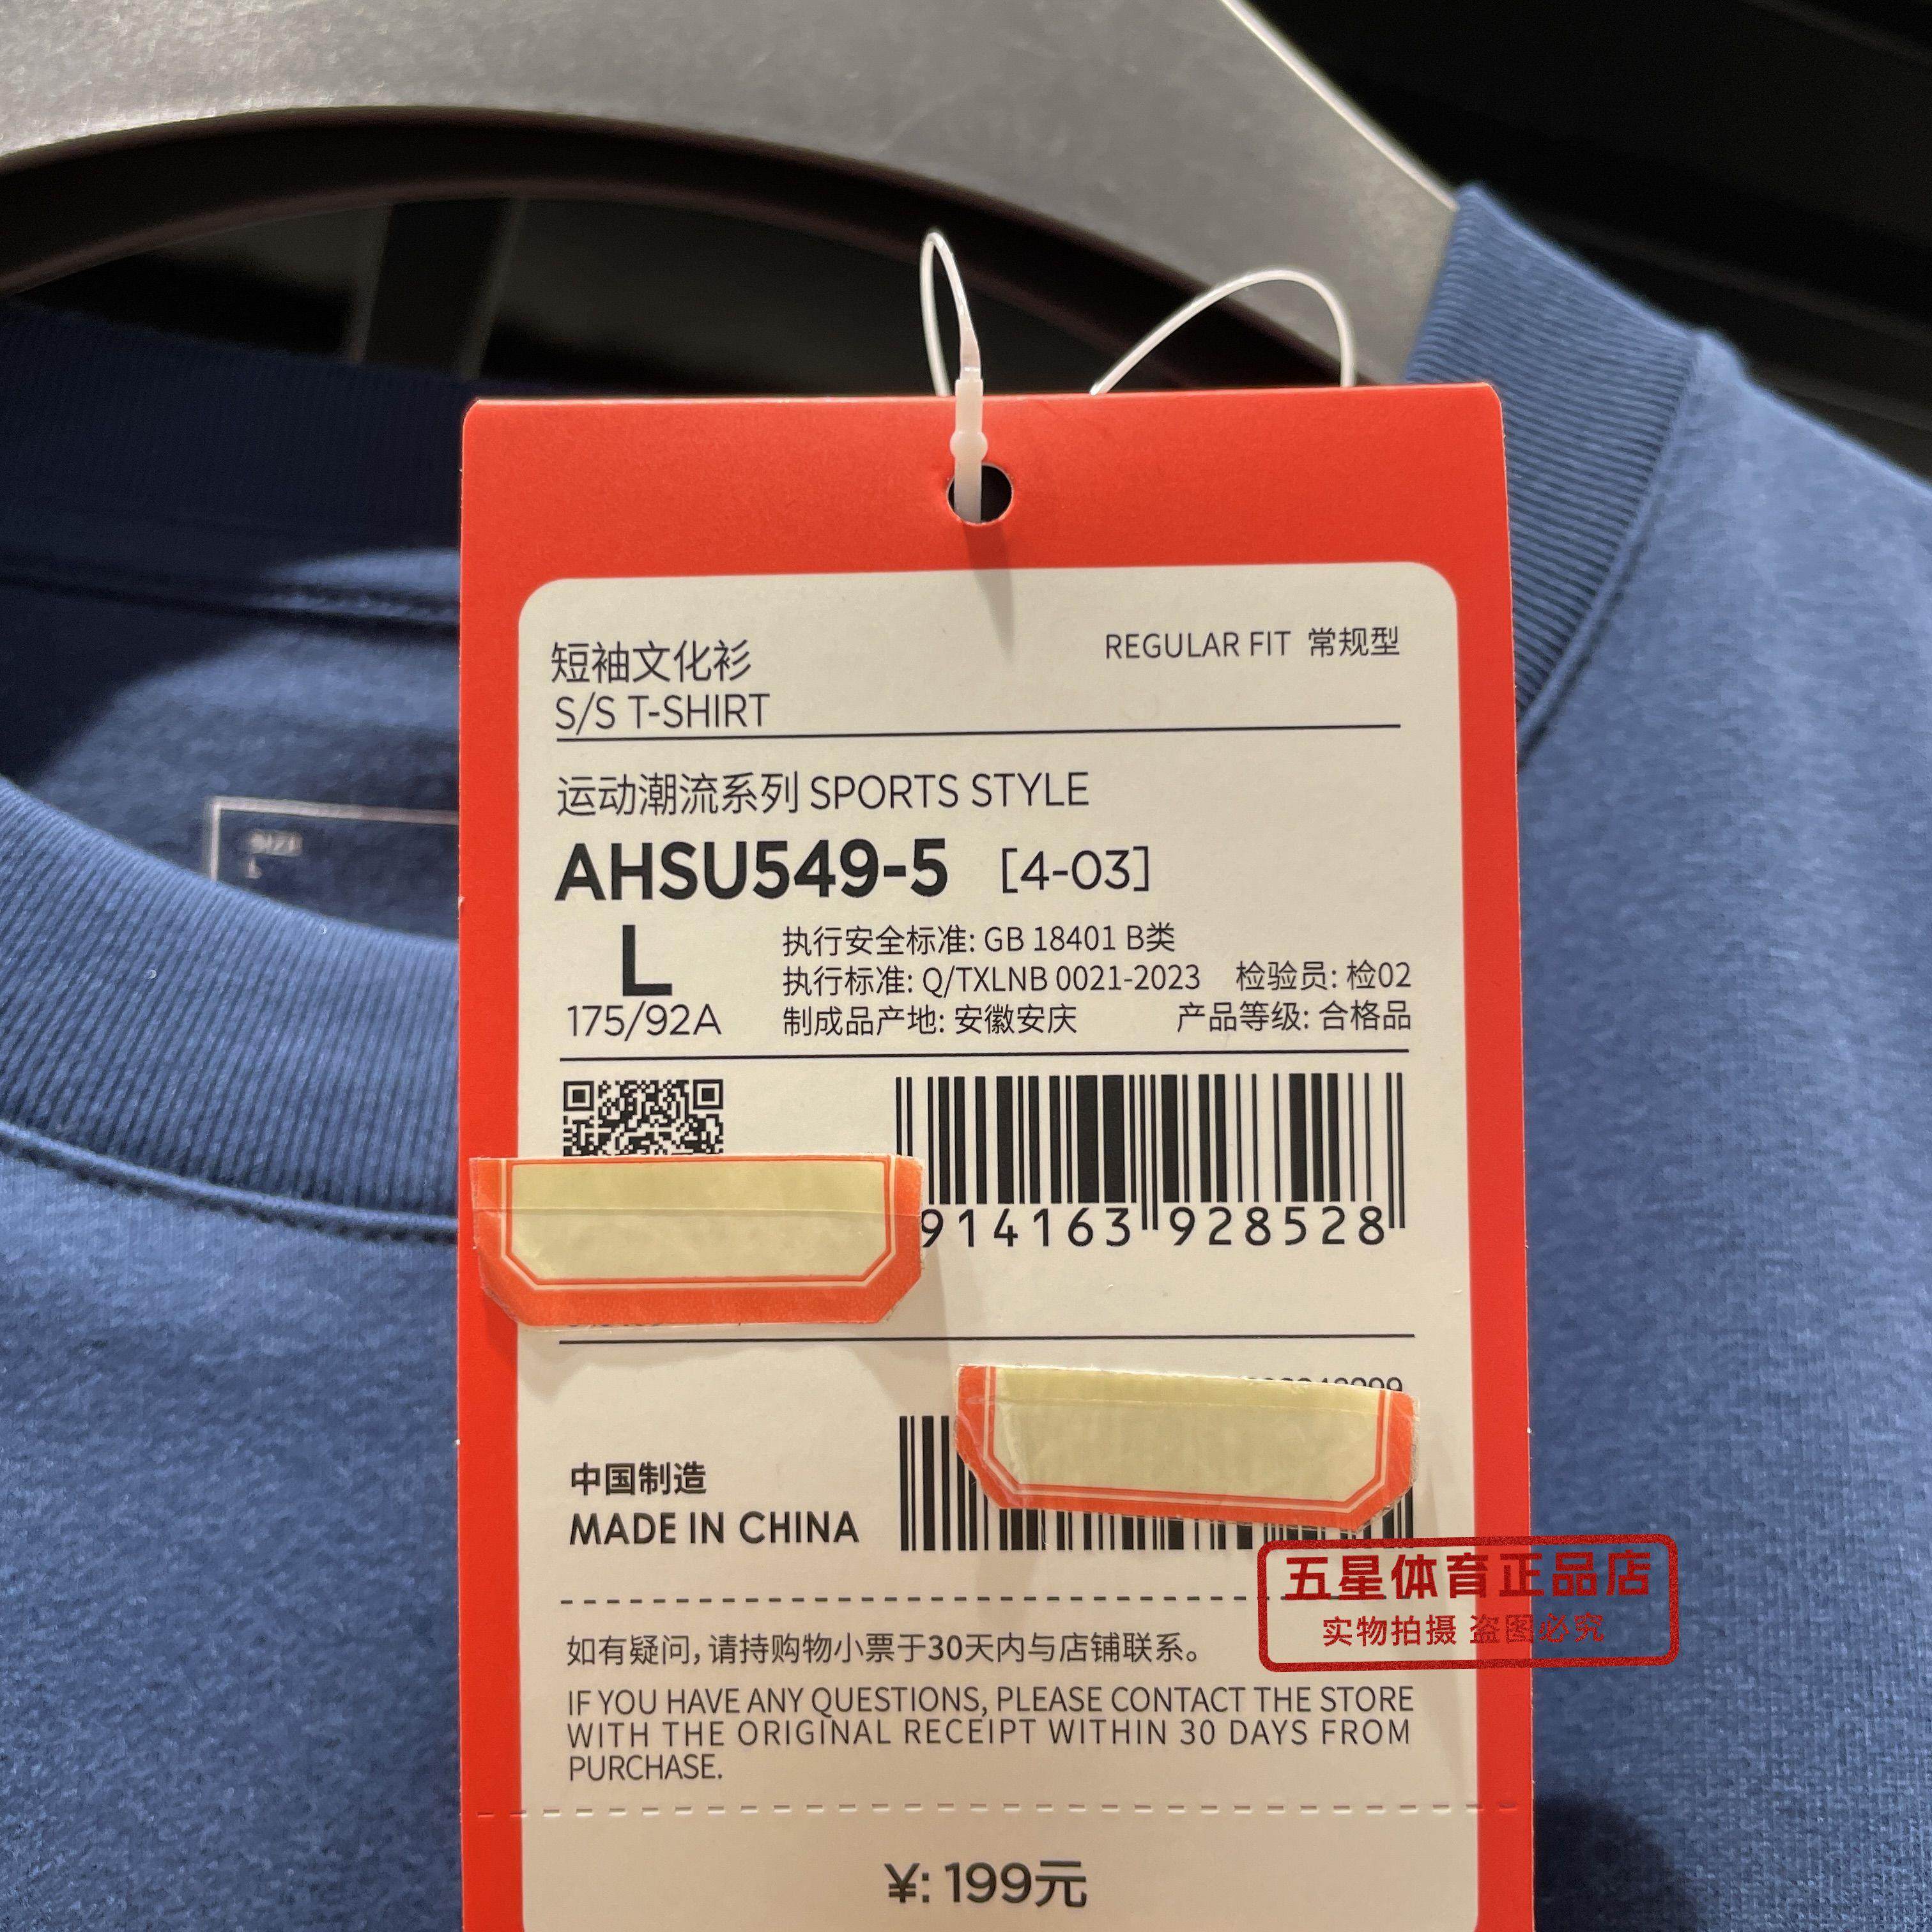 短袖文化衫
REGULAR FIT 常规型
S/S T-SHIRT
运动潮流系列 SPORTS STYLE
AHSU549-5 [4-03]
L
175/92A
执行安全标准: GB 18401 B类
执行标准: Q/TXLNB 0021-2023 检验员: 检02
制成品产地: 安徽安庆 产品等级: 合格品
914163 928528
中国制造
MADE IN CHINA
五星体育正品店
实物拍摄 盗图必究
如有疑问，请持购物小票于30天内与店铺联系。
IF YOU HAVE ANY QUESTIONS, PLEASE CONTACT THE STORE
WITH THE ORIGINAL RECEIPT WITHIN 30 DAYS FROM
PURCHASE.
¥: 199元
SIZE
L